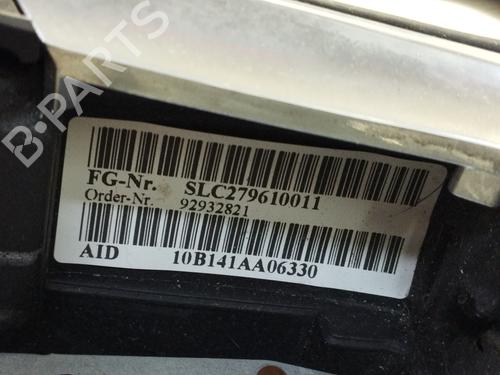 B-PARTS
FG-Nr. SLC279610011
Order-Nr. 92932821
AID 10B141AA06330